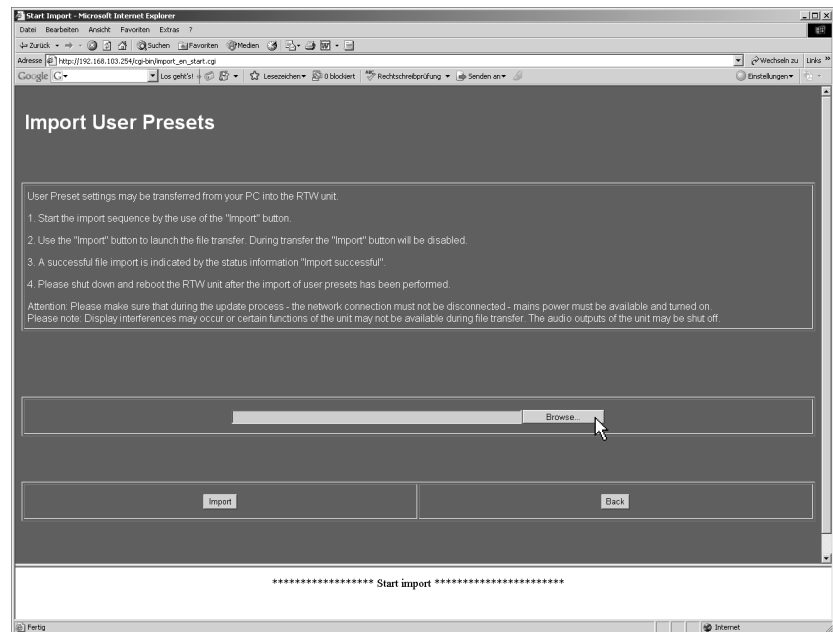 Start Import - Microsoft Internet Explorer
Datei Bearbeiten Ansicht Favoriten Extras ?
Zurück Suchen Favoriten Medien
Adresse http://192.168.103.254/cgi-bin/import_en_start.cgi Wechseln zu Links »
Google G Los geht's! Lesezeichen 0 blockiert Rechtschreibprüfung Senden an Einstellungen
Import User Presets
User Preset settings may be transferred from your PC into the RTW unit.
1. Start the import sequence by the use of the "Import" button.
2. Use the "Import" button to launch the file transfer. During transfer the "Import" button will be disabled.
3. A successful file import is indicated by the status information "Import successful".
4. Please shut down and reboot the RTW unit after the import of user presets has been performed.
Attention: Please make sure that during the update process - the network connection must not be disconnected - mains power must be available and turned on.
Please note: Display interferences may occur or certain functions of the unit may not be available during file transfer. The audio outputs of the unit may be shut off.
Browse...
Import Back
****************** Start import ***********************
Fertig Internet